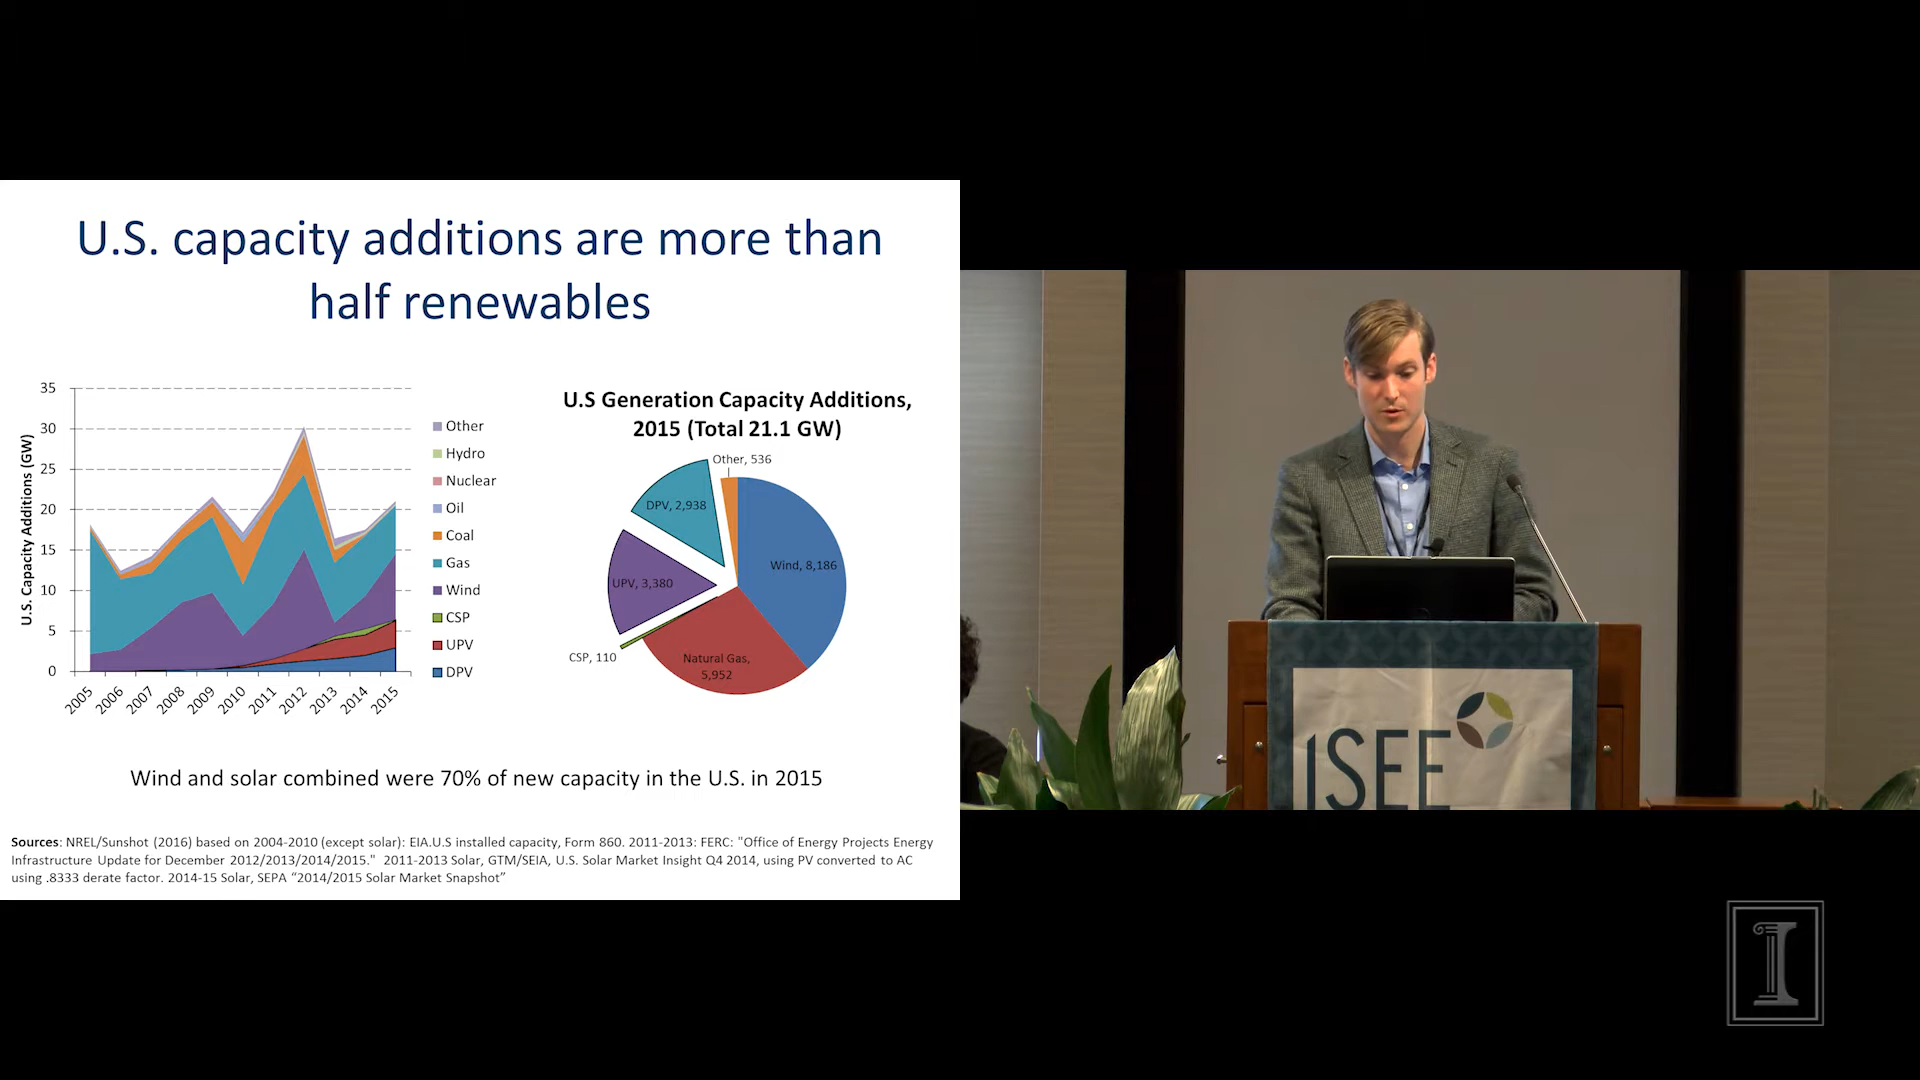 U.S. capacity additions are more than
half renewables
U.S. Capacity Additions (GW)
35
30
25
20
15
10
5
0
2005
2006
2007
2008
2009
2010
2011
2012
2013
2014
2015
Other
Hydro
Nuclear
Oil
Coal
Gas
Wind
CSP
UPV
DPV
U.S Generation Capacity Additions,
2015 (Total 21.1 GW)
Other, 536
DPV, 2,938
Wind, 8,186
UPV, 3,380
CSP, 110
Natural Gas,
5,952
Wind and solar combined were 70% of new capacity in the U.S. in 2015
Sources: NREL/Sunshot (2016) based on 2004-2010 (except solar): EIA.U.S installed capacity, Form 860. 2011-2013: FERC: "Office of Energy Projects Energy
Infrastructure Update for December 2012/2013/2014/2015." 2011-2013 Solar, GTM/SEIA, U.S. Solar Market Insight Q4 2014, using PV converted to AC
using .8333 derate factor. 2014-15 Solar, SEPA “2014/2015 Solar Market Snapshot”
ISEE
I